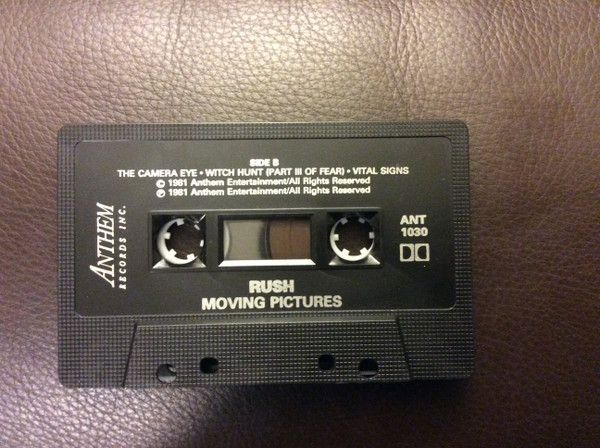 SIDE B
THE CAMERA EYE • WITCH HUNT (PART III OF FEAR) • VITAL SIGNS
© 1981 Anthem Entertainment/All Rights Reserved
℗ 1981 Anthem Entertainment/All Rights Reserved
ANTHEM
RECORDS INC.
ANT
1030
RUSH
MOVING PICTURES